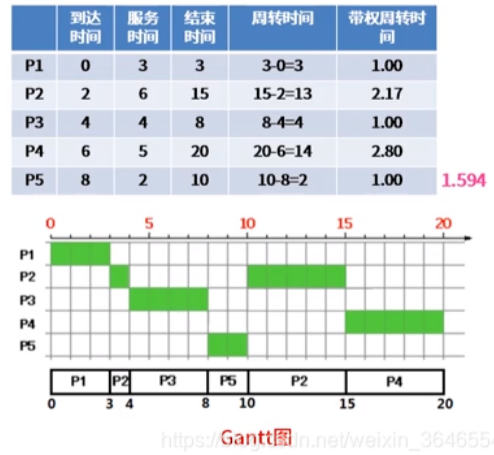 到达时间 服务时间 结束时间 周转时间 带权周转时间
P1 0 3 3 3-0=3 1.00
P2 2 6 15 15-2=13 2.17
P3 4 4 8 8-4=4 1.00
P4 6 5 20 20-6=14 2.80
P5 8 2 10 10-8=2 1.00 1.594
0 5 10 15 20
P1
P2
P3
P4
P5
P1 P2 P3 P5 P2 P4
0 3 4 8 10 15 20
Gantt图
https://blog.csdn.net/weixin_3646554